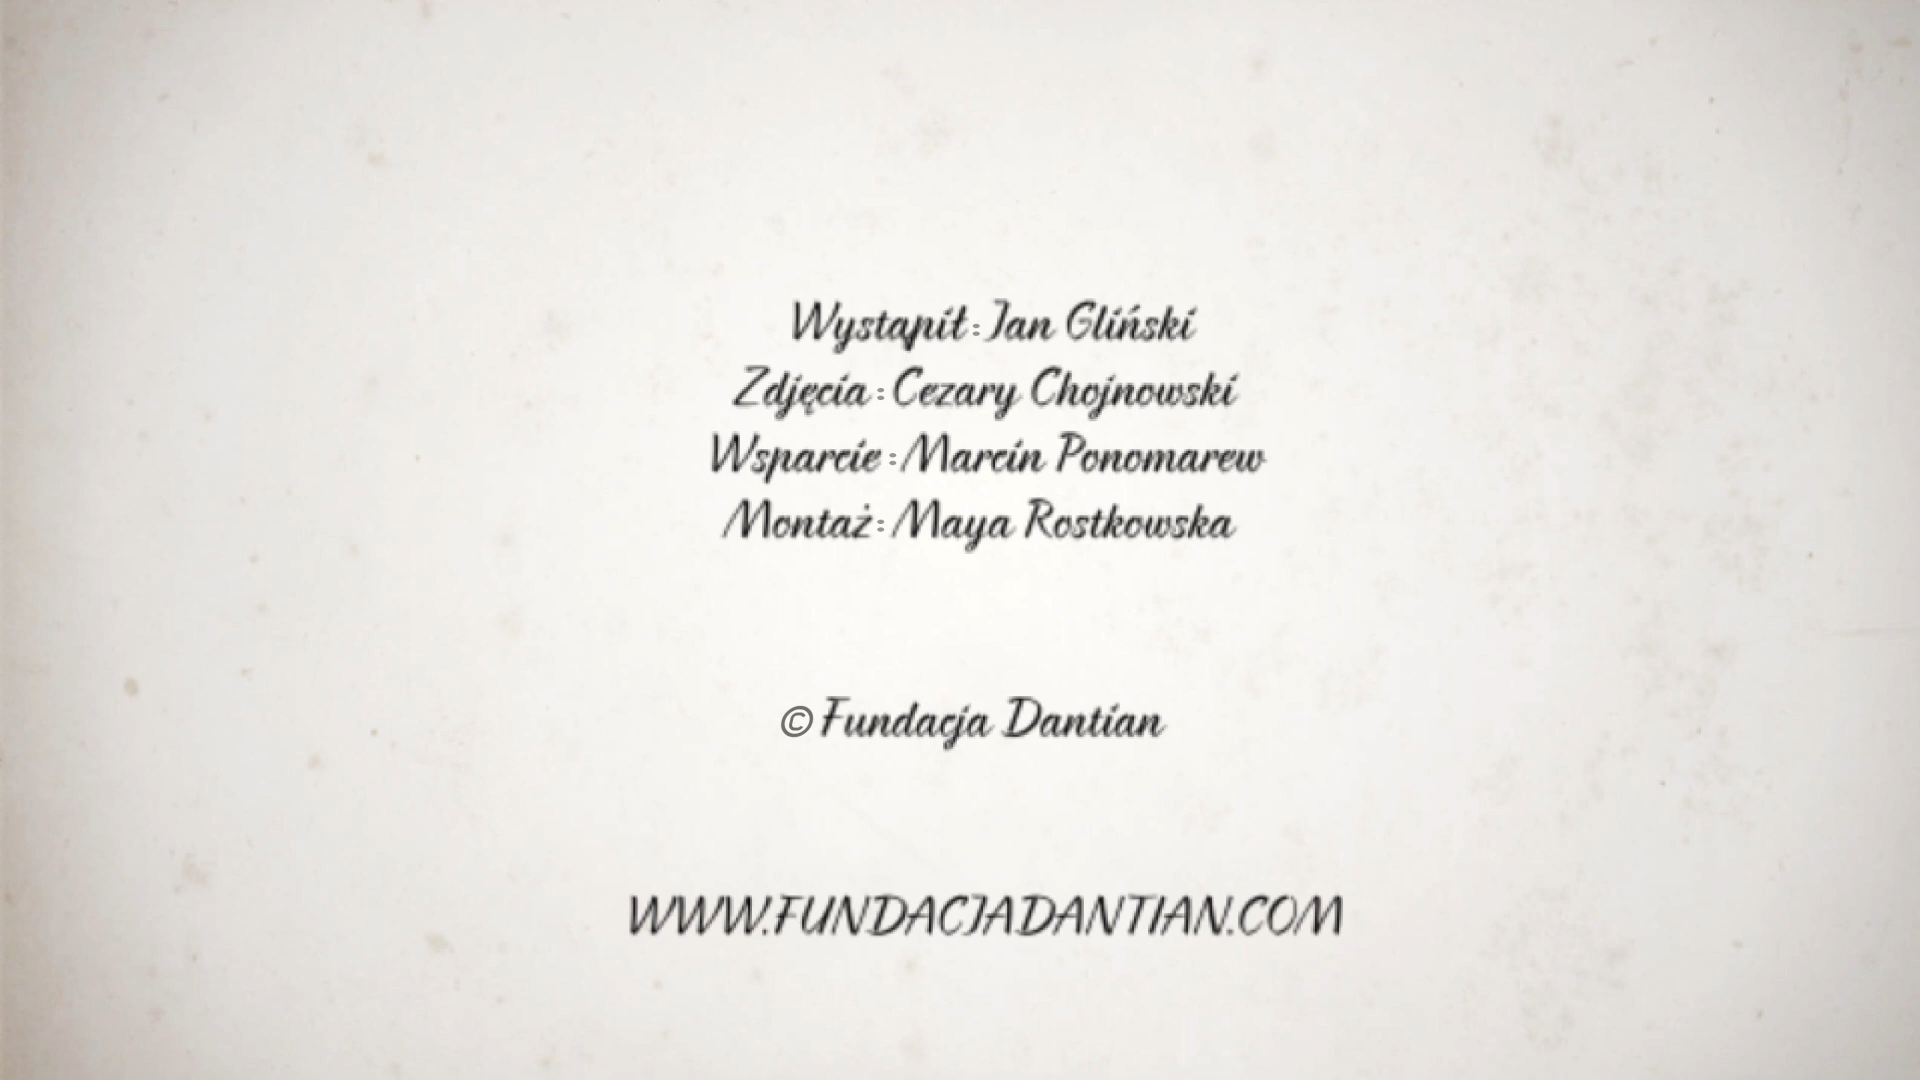 Wystąpił: Jan Gliński
Zdjęcia: Cezary Chojnowski
Wsparcie: Marcin Ponomarew
Montaż: Maya Rostkowska
© Fundacja Dantian
WWW.FUNDACJADANTIAN.COM